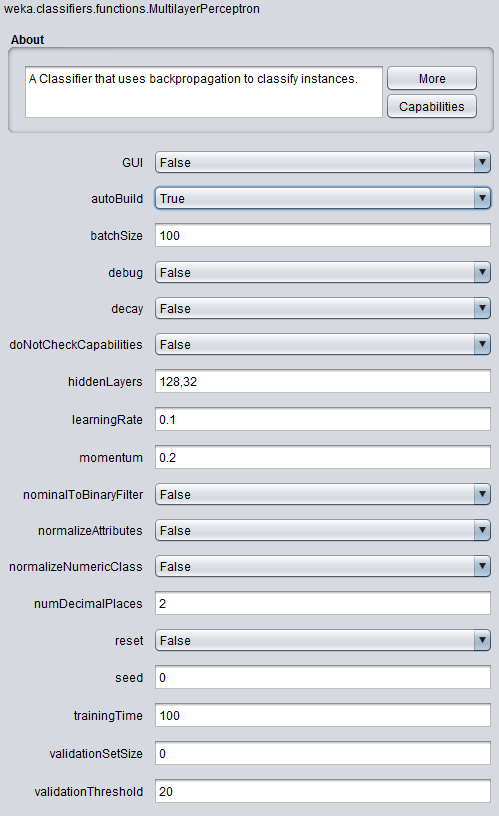 weka.classifiers.functions.MultilayerPerceptron
About
A Classifier that uses backpropagation to classify instances.
More
Capabilities
GUI False
autoBuild True
batchSize 100
debug False
decay False
doNotCheckCapabilities False
hiddenLayers 128,32
learningRate 0.1
momentum 0.2
nominalToBinaryFilter False
normalizeAttributes False
normalizeNumericClass False
numDecimalPlaces 2
reset False
seed 0
trainingTime 100
validationSetSize 0
validationThreshold 20